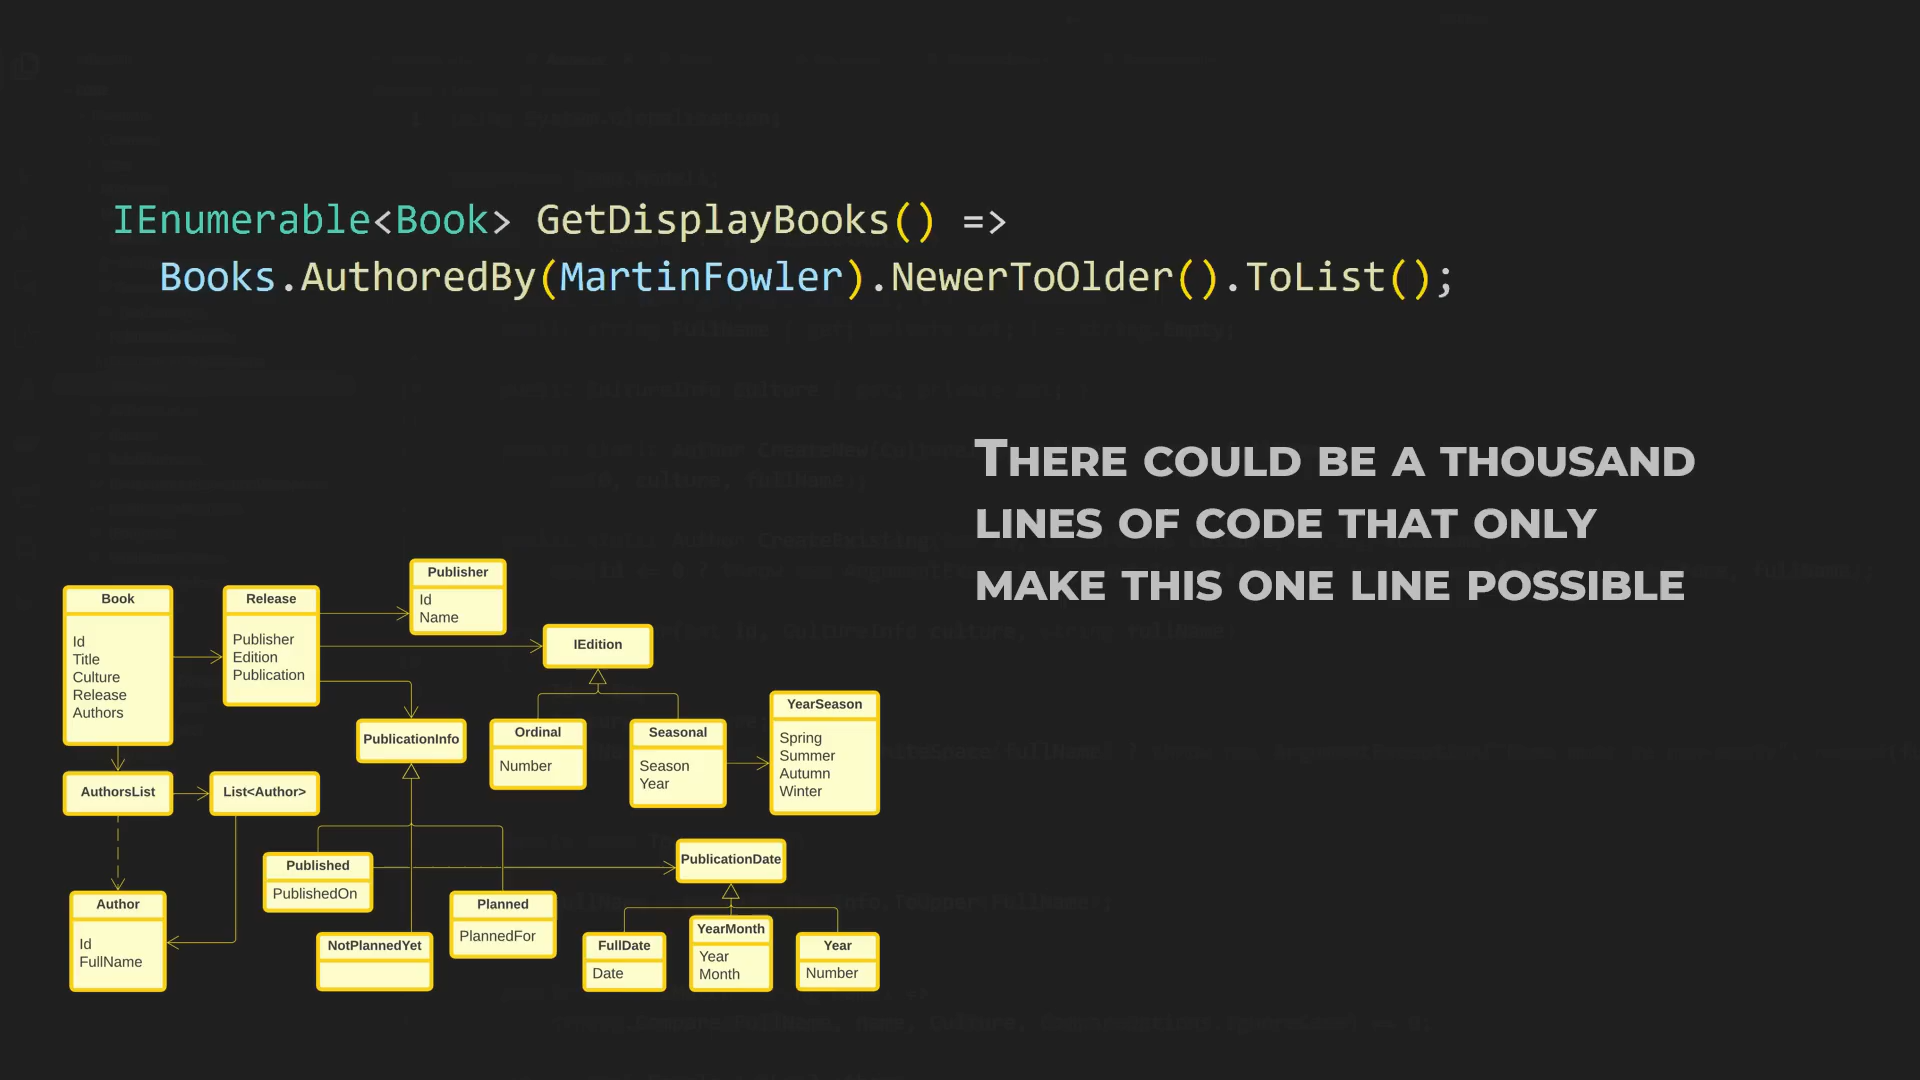 IEnumerable<Book> GetDisplayBooks() =>
Books.AuthoredBy(MartinFowler).NewerToOlder().ToList();
THERE COULD BE A THOUSAND
LINES OF CODE THAT ONLY
MAKE THIS ONE LINE POSSIBLE
Book
Id
Title
Culture
Release
Authors
Release
Publisher
Edition
Publication
Publisher
Id
Name
IEdition
PublicationInfo
Ordinal
Number
Seasonal
Season
Year
YearSeason
Spring
Summer
Autumn
Winter
AuthorsList
List<Author>
Author
Id
FullName
Published
PublishedOn
NotPlannedYet
Planned
PlannedFor
PublicationDate
FullDate
Date
YearMonth
Year
Month
Year
Number